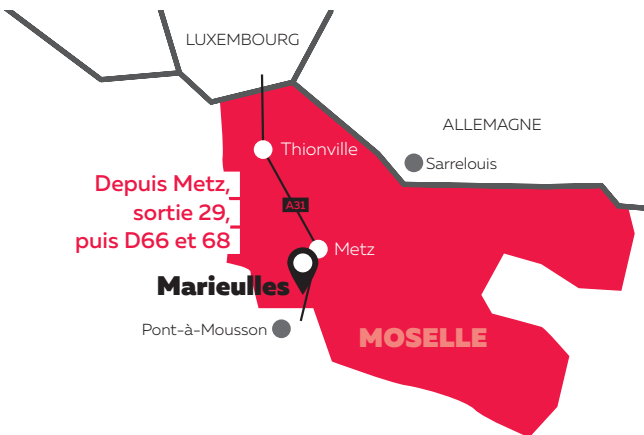 LUXEMBOURG
ALLEMAGNE
Thionville
Sarrelouis
Depuis Metz,
sortie 29,
puis D66 et 68
A31
Metz
Marieulles
Pont-à-Mousson
MOSELLE